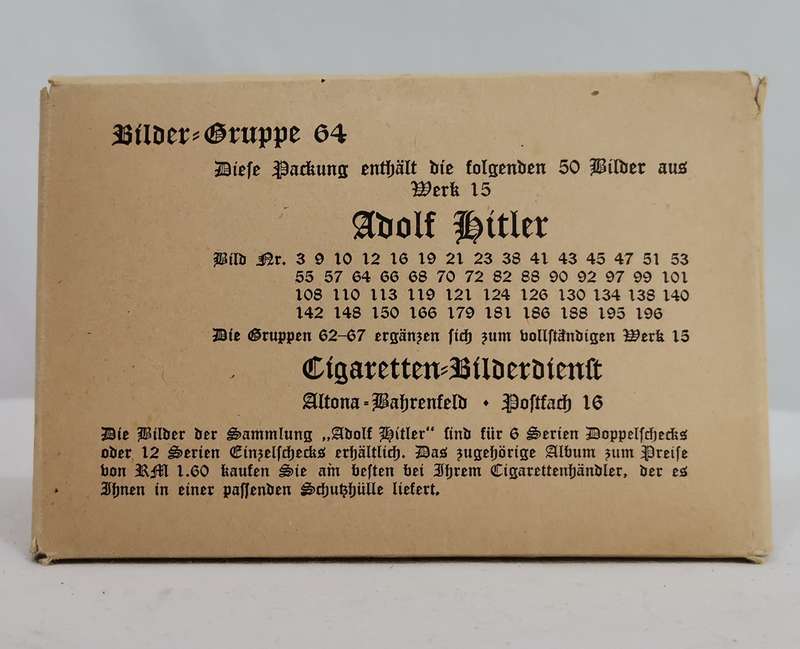 Bilder=Gruppe 64
Dieſe Packung enthält die folgenden 50 Bilder aus
Werk 15
Adolf Hitler
Bild Nr. 3 9 10 12 16 19 21 23 38 41 43 45 47 51 53
55 57 64 66 68 70 72 82 88 90 92 97 99 101
108 110 113 119 121 124 126 130 134 138 140
142 148 150 166 179 181 186 188 195 196
Die Gruppen 62–67 ergänzen ſich zum vollſtändigen Werk 15
Cigaretten=Bilderdienſt
Altona=Bahrenfeld • Poſtfach 16
Die Bilder der Sammlung „Adolf Hitler“ ſind für 6 Serien Doppelſchecks
oder 12 Serien Einzelſchecks erhältlich. Das zugehörige Album zum Preiſe
von RM 1.60 kaufen Sie am beſten bei Ihrem Cigarettenhändler, der es
Ihnen in einer paſſenden Schutzhülle liefert.